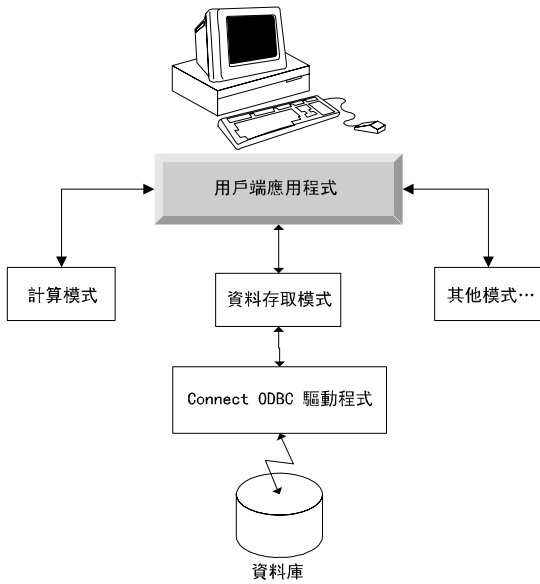 用戶端應用程式
計算模式
資料存取模式
其他模式…
Connect ODBC 驅動程式
資料庫